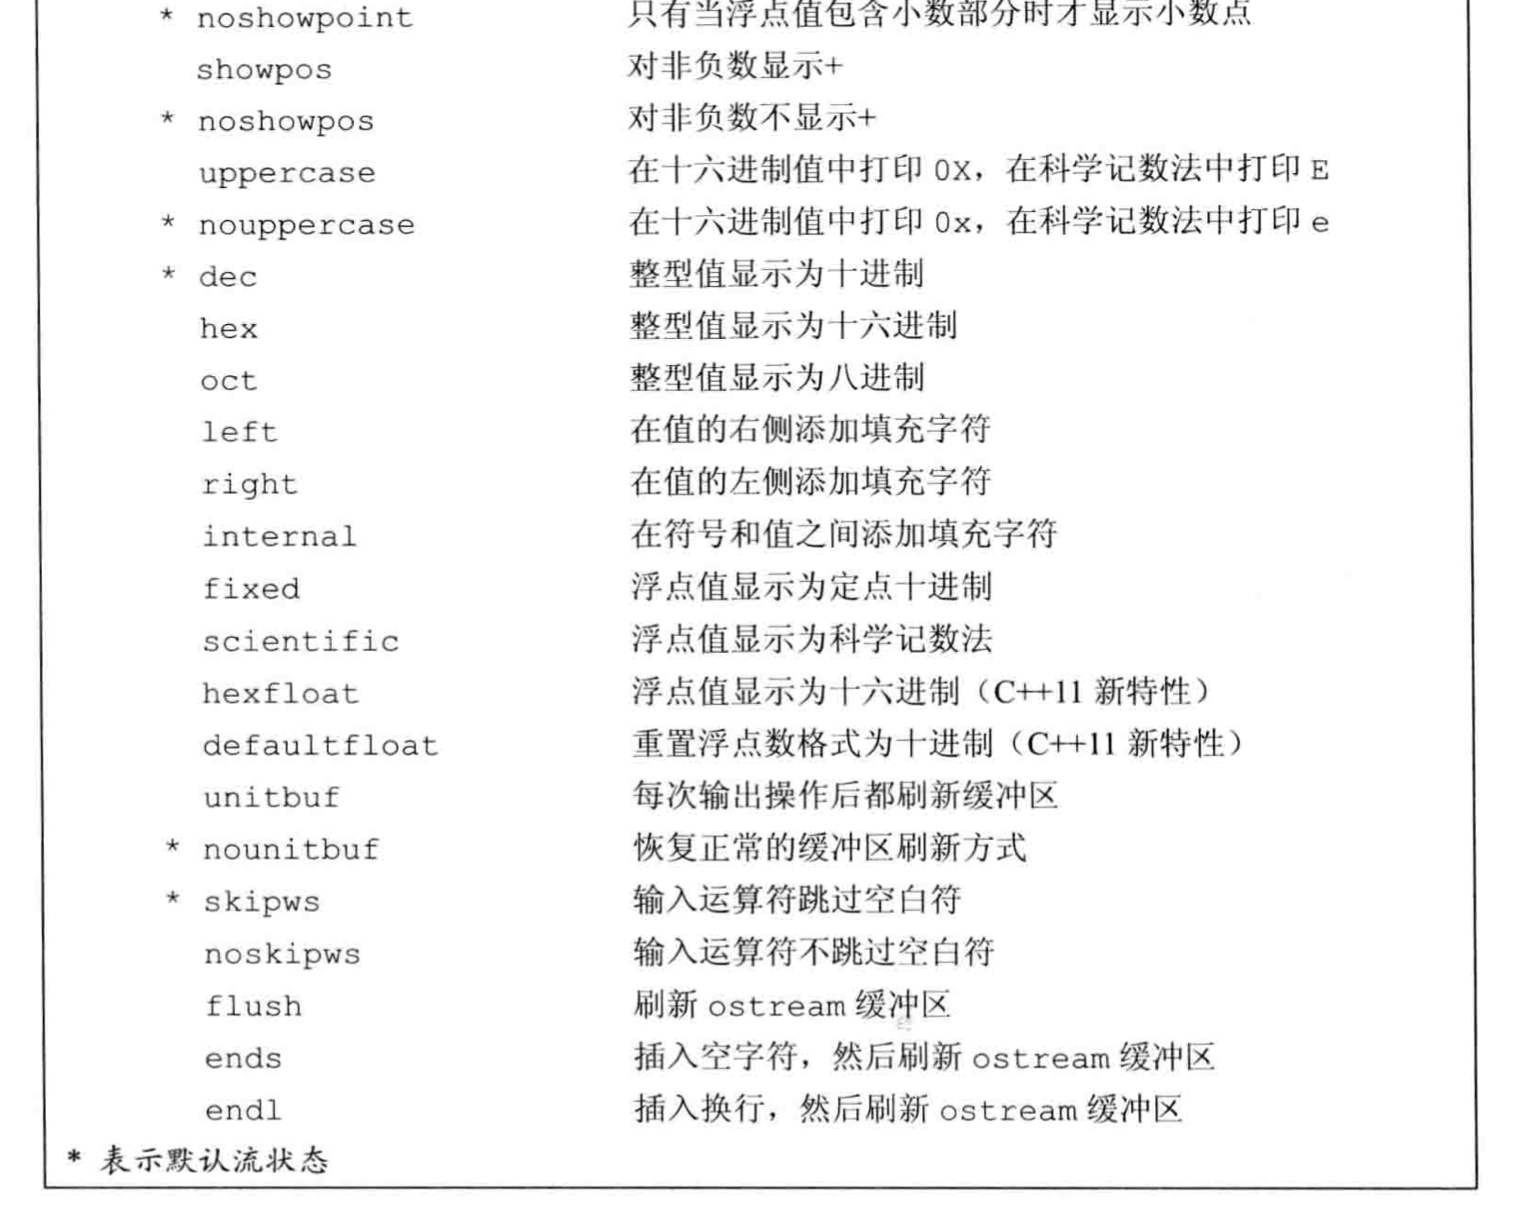 * noshowpoint 只有当浮点值包含小数部分时才显示小数点
showpos 对非负数显示+
* noshowpos 对非负数不显示+
uppercase 在十六进制值中打印 0X，在科学记数法中打印 E
* nouppercase 在十六进制值中打印 0x，在科学记数法中打印 e
* dec 整型值显示为十进制
hex 整型值显示为十六进制
oct 整型值显示为八进制
left 在值的右侧添加填充字符
right 在值的左侧添加填充字符
internal 在符号和值之间添加填充字符
fixed 浮点值显示为定点十进制
scientific 浮点值显示为科学记数法
hexfloat 浮点值显示为十六进制（C++11 新特性）
defaultfloat 重置浮点数格式为十进制（C++11 新特性）
unitbuf 每次输出操作后都刷新缓冲区
* nounitbuf 恢复正常的缓冲区刷新方式
* skipws 输入运算符跳过空白符
noskipws 输入运算符不跳过空白符
flush 刷新 ostream 缓冲区
ends 插入空字符，然后刷新 ostream 缓冲区
endl 插入换行，然后刷新 ostream 缓冲区
* 表示默认流状态